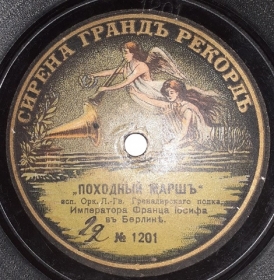 СИРЕНА ГРАНДЪ РЕКОРДЪ
„ПОХОДНЫЙ МАРШЪ"
исп. Орк. Л.-Гв. Гренадерскаго полка
Императора Франца Іосифа
въ Берлинѣ.
№ 1201